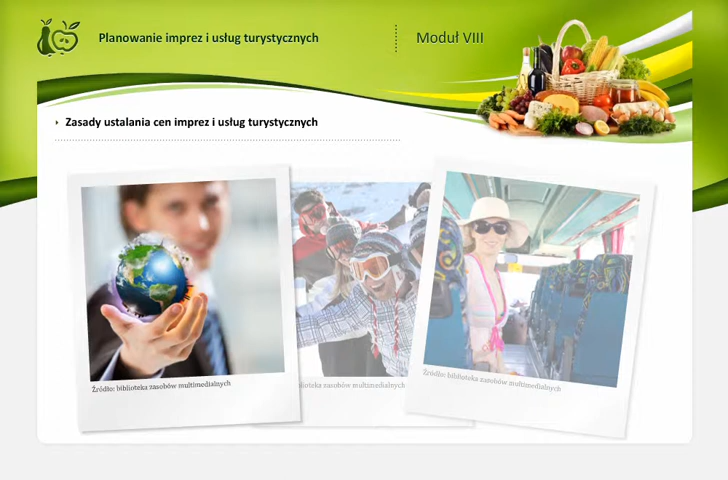 Planowanie imprez i usług turystycznych
Moduł VIII
Zasady ustalania cen imprez i usług turystycznych
Źródło: biblioteka zasobów multimedialnych
zasobów multimedialnych
Źródło: biblioteka zasobów multimedialnych